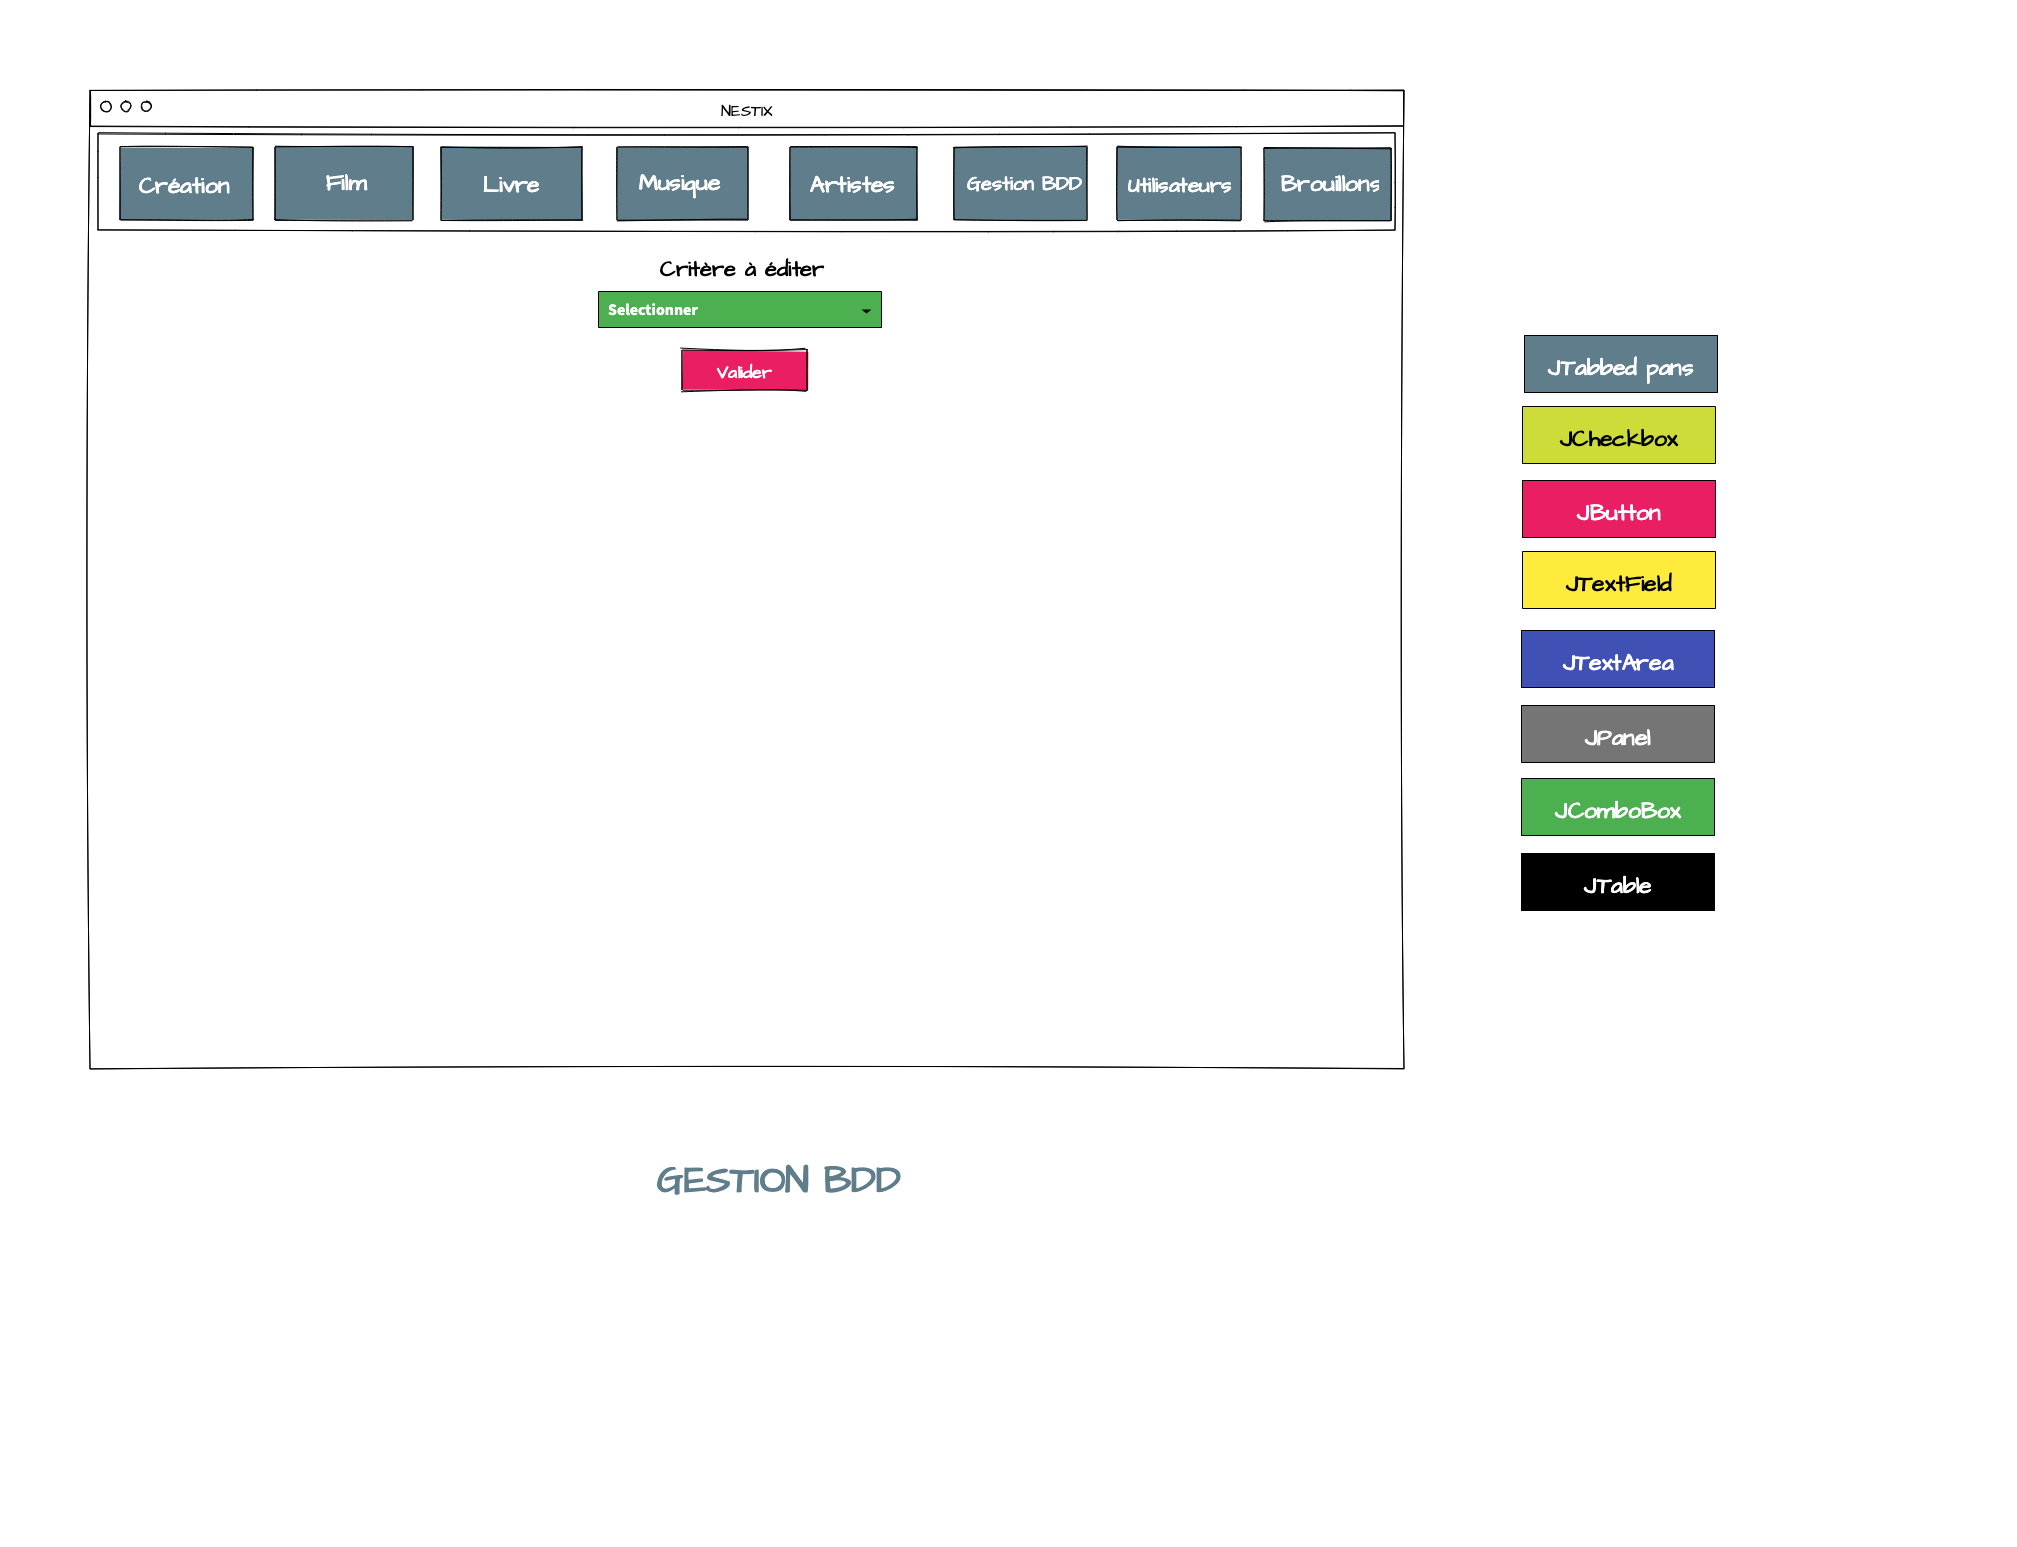 NESTIX
Création
Film
Livre
Musique
Artistes
Gestion BDD
Utilisateurs
Brouillons
Critère à éditer
Selectionner
Valider
JTabbed pans
JCheckbox
JButton
JTextField
JTextArea
JPanel
JComboBox
JTable
GESTION BDD